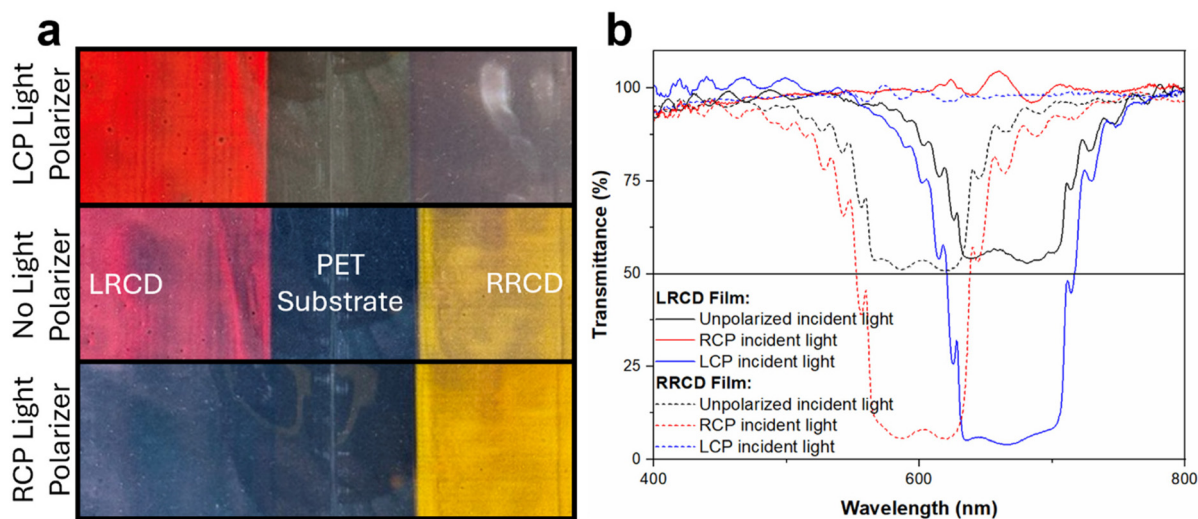 a
LCP Light
Polarizer
No Light
Polarizer
RCP Light
Polarizer
LRCD
PET
Substrate
RRCD
b
Transmittance (%)
100
75
50
25
0
LRCD Film:
Unpolarized incident light
RCP incident light
LCP incident light
RRCD Film:
Unpolarized incident light
RCP incident light
LCP incident light
400
600
800
Wavelength (nm)